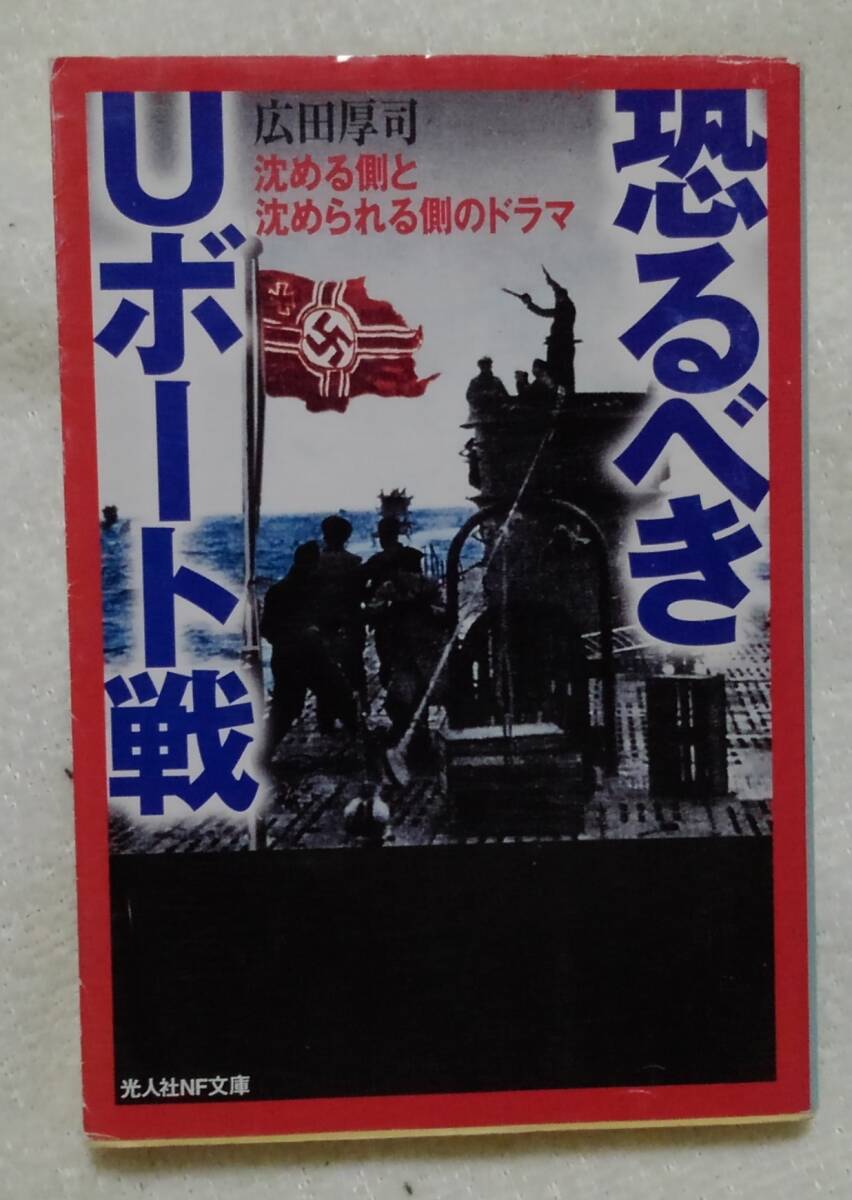 恐るべき
Uボート戦
広田厚司
沈める側と
沈められる側のドラマ
光人社NF文庫